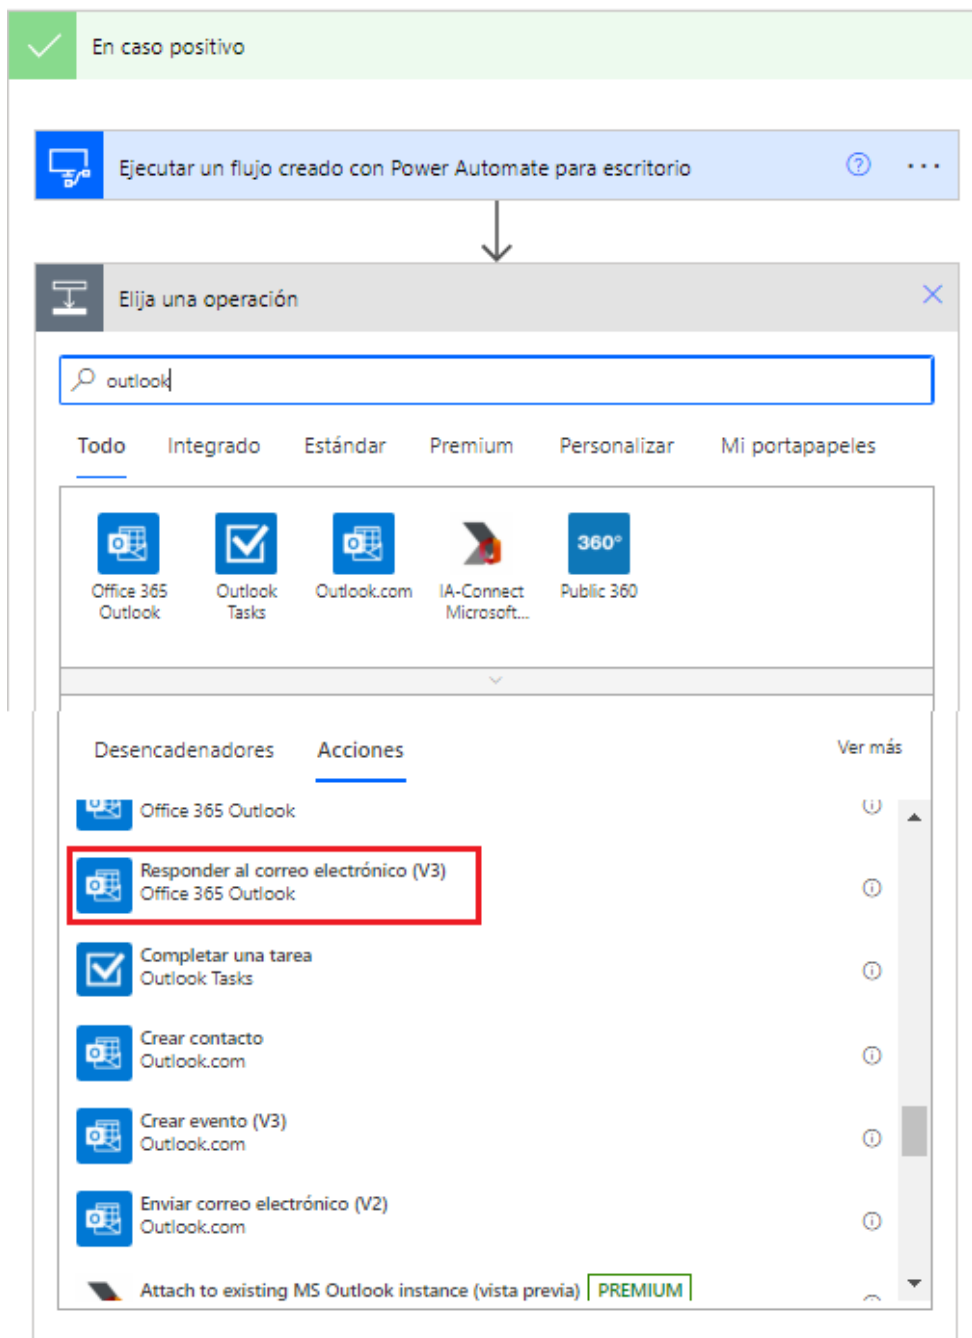 En caso positivo
Ejecutar un flujo creado con Power Automate para escritorio
Elija una operación
outlook
Todo Integrado Estándar Premium Personalizar Mi portapapeles
360°
Office 365 Outlook Outlook.com IA-Connect Public 360
Outlook Tasks Microsoft...
Desencadenadores Acciones Ver más
Office 365 Outlook
Responder al correo electrónico (V3)
Office 365 Outlook
Completar una tarea
Outlook Tasks
Crear contacto
Outlook.com
Crear evento (V3)
Outlook.com
Enviar correo electrónico (V2)
Outlook.com
Attach to existing MS Outlook instance (vista previa) PREMIUM